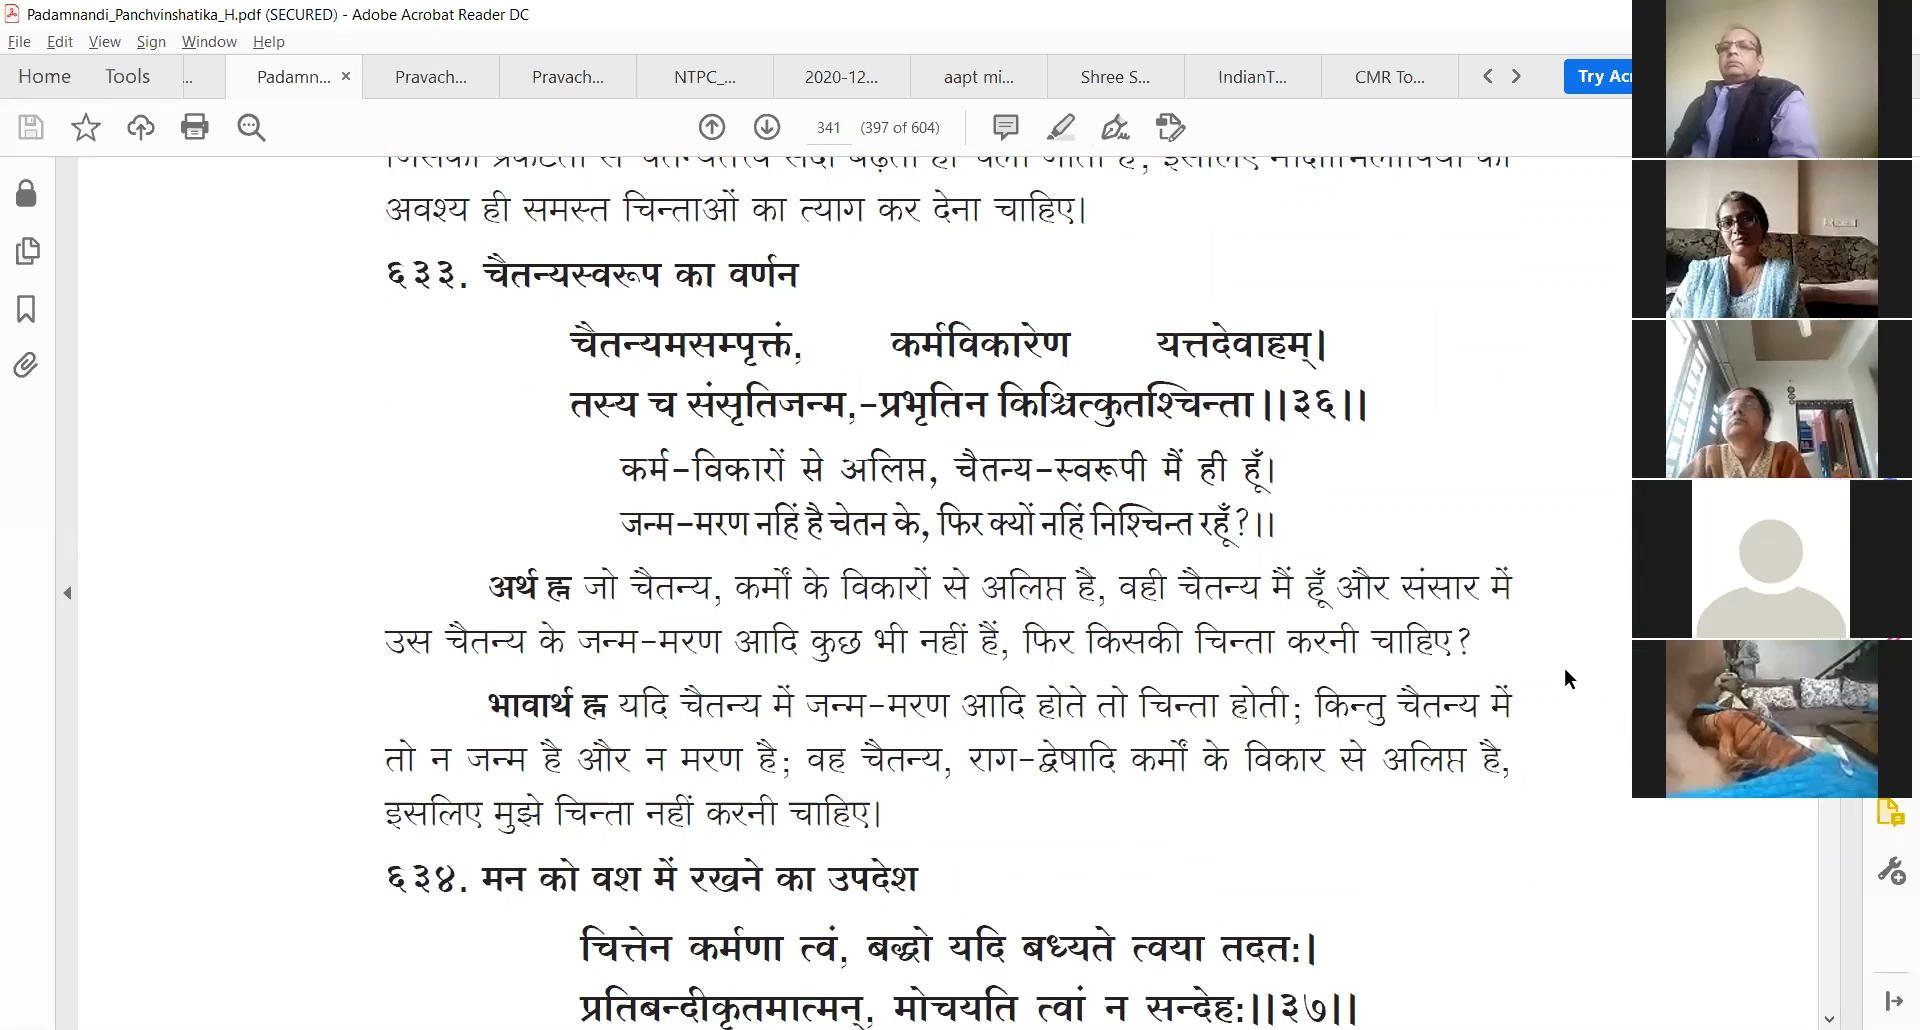 Padamnandi_Panchvinshatika_H.pdf (SECURED) - Adobe Acrobat Reader DC
File Edit View Sign Window Help
Home Tools ... Padamn... × Pravach... Pravach... NTPC_... 2020-12... aapt mi... Shree S... IndianT... CMR To... Try Acr
341 (397 of 604)
अवश्य ही समस्त चिन्ताओं का त्याग कर देना चाहिए।
६३३. चैतन्यस्वरूप का वर्णन
चैतन्यमसम्पृक्तं, कर्मविकारेण यत्तदेवाहम्।
तस्य च संसृतिजन्म,-प्रभृतिन किञ्चित्कुतश्चिन्ता।।३६।।
कर्म-विकारों से अलिप्त, चैतन्य-स्वरूपी मैं ही हूँ।
जन्म-मरण नहिं है चेतन के, फिर क्यों नहिं निश्चिन्त रहूँ?।।
अर्थ ह्न जो चैतन्य, कर्मों के विकारों से अलिप्त है, वही चैतन्य मैं हूँ और संसार में
उस चैतन्य के जन्म-मरण आदि कुछ भी नहीं हैं, फिर किसकी चिन्ता करनी चाहिए?
भावार्थ ह्न यदि चैतन्य में जन्म-मरण आदि होते तो चिन्ता होती; किन्तु चैतन्य में
तो न जन्म है और न मरण है; वह चैतन्य, राग-द्वेषादि कर्मों के विकार से अलिप्त है,
इसलिए मुझे चिन्ता नहीं करनी चाहिए।
६३४. मन को वश में रखने का उपदेश
चित्तेन कर्मणा त्वं, बद्धो यदि बध्यते त्वया तदतः।
प्रतिबन्दीकृतमात्मन्, मोचयति त्वां न सन्देहः।।३७।।